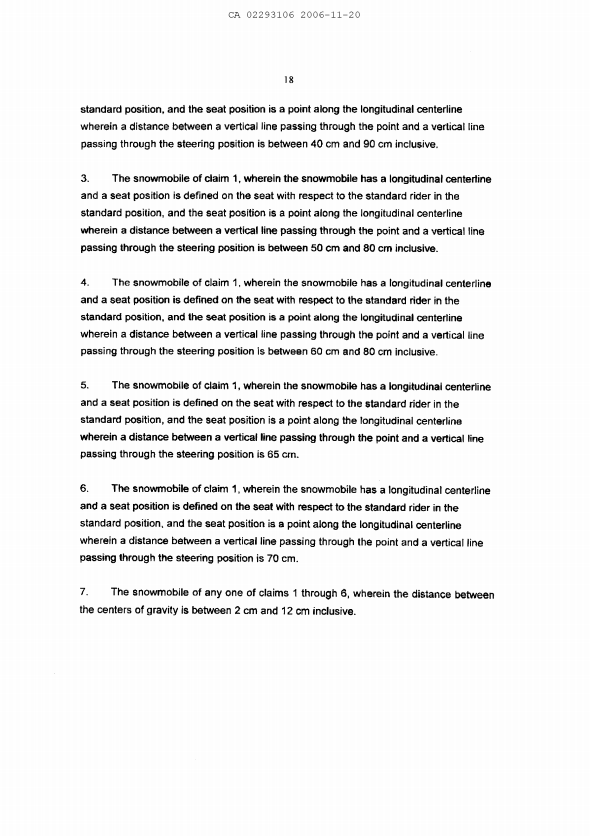 CA 02293106 2006-11-20
18
standard position, and the seat position is a point along the longitudinal centerline
wherein a distance between a vertical line passing through the point and a vertical line
passing through the steering position is between 40 cm and 90 cm inclusive.
3. The snowmobile of claim 1, wherein the snowmobile has a longitudinal centerline
and a seat position is defined on the seat with respect to the standard rider in the
standard position, and the seat position is a point along the longitudinal centerline
wherein a distance between a vertical line passing through the point and a vertical line
passing through the steering position is between 50 cm and 80 cm inclusive.
4. The snowmobile of claim 1, wherein the snowmobile has a longitudinal centerline
and a seat position is defined on the seat with respect to the standard rider in the
standard position, and the seat position is a point along the longitudinal centerline
wherein a distance between a vertical line passing through the point and a vertical line
passing through the steering position is between 60 cm and 80 cm inclusive.
5. The snowmobile of claim 1, wherein the snowmobile has a longitudinal centerline
and a seat position is defined on the seat with respect to the standard rider in the
standard position, and the seat position is a point along the longitudinal centerline
wherein a distance between a vertical line passing through the point and a vertical line
passing through the steering position is 65 cm.
6. The snowmobile of claim 1, wherein the snowmobile has a longitudinal centerline
and a seat position is defined on the seat with respect to the standard rider in the
standard position, and the seat position is a point along the longitudinal centerline
wherein a distance between a vertical line passing through the point and a vertical line
passing through the steering position is 70 cm.
7. The snowmobile of any one of claims 1 through 6, wherein the distance between
the centers of gravity is between 2 cm and 12 cm inclusive.